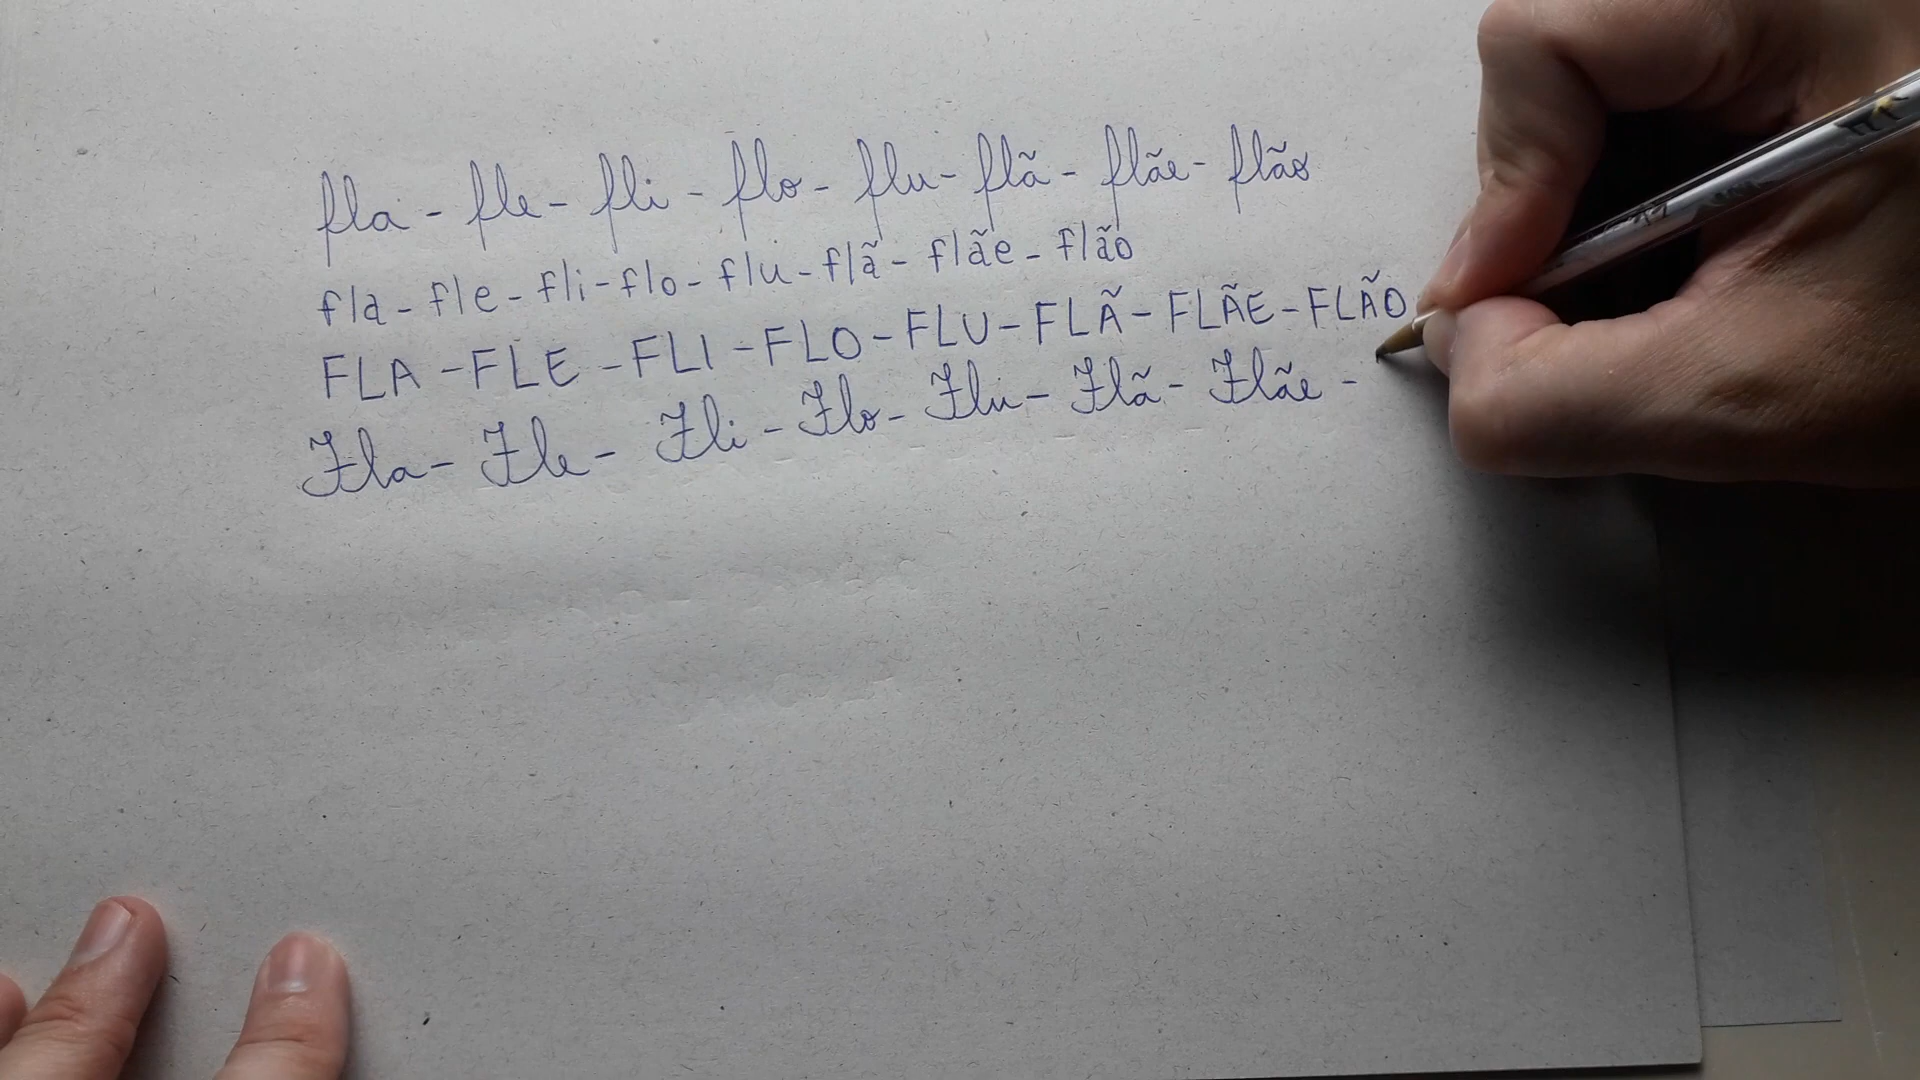 fla - fle - fli - flo - flu - flã - flãe - flão
fla - fle - fli - flo - flu - flã - flãe - flão
FLA - FLE - FLI - FLO - FLU - FLÃ - FLÃE - FLÃO
Fla - Fle - Fli - Flo - Flu - Flã - Flãe -